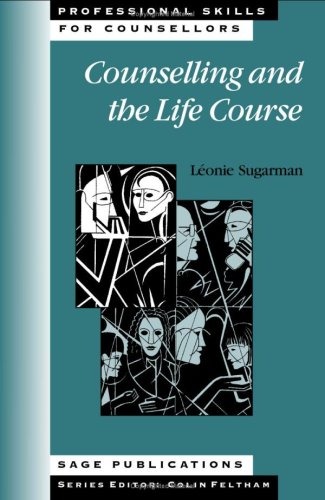 PROFESSIONAL SKILLS
FOR COUNSELLORS
Counselling and
the Life Course
Léonie Sugarman
SAGE PUBLICATIONS
SERIES EDITOR: COLIN FELTHAM